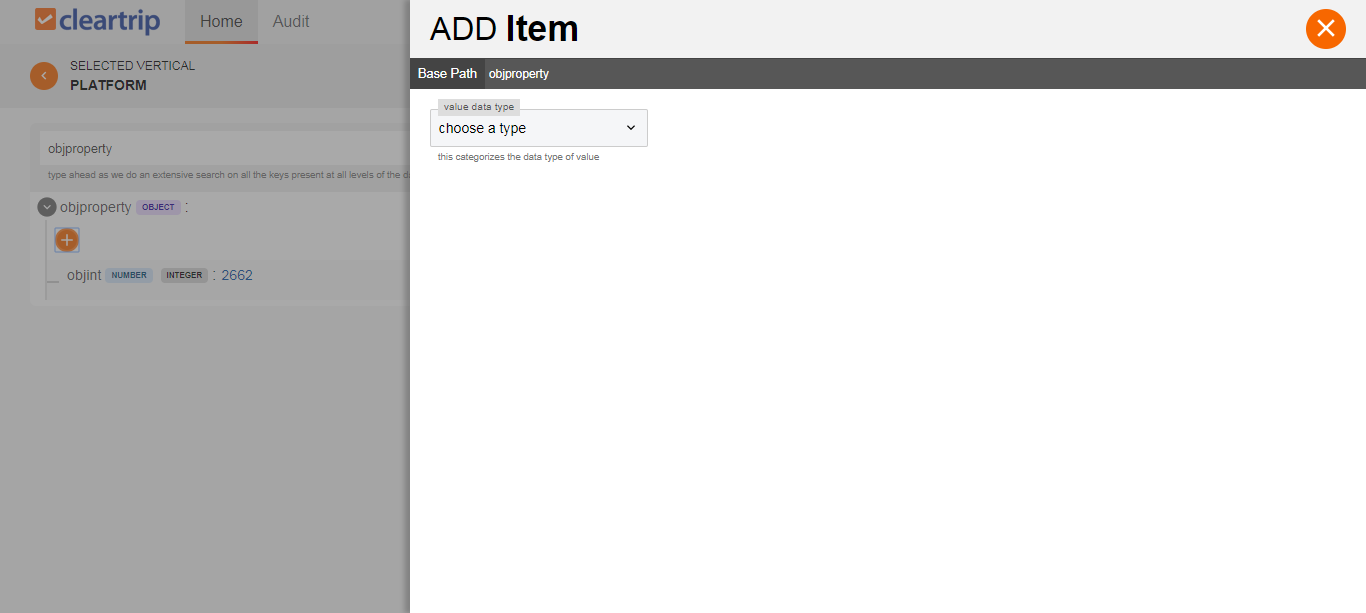 cleartrip
Home
Audit
SELECTED VERTICAL
PLATFORM
objproperty
type ahead as we do an extensive search on all the keys present at all levels of the
objproperty OBJECT :
objint NUMBER INTEGER : 2662
ADD Item
Base Path objproperty
value data type
choose a type
this categorizes the data type of value